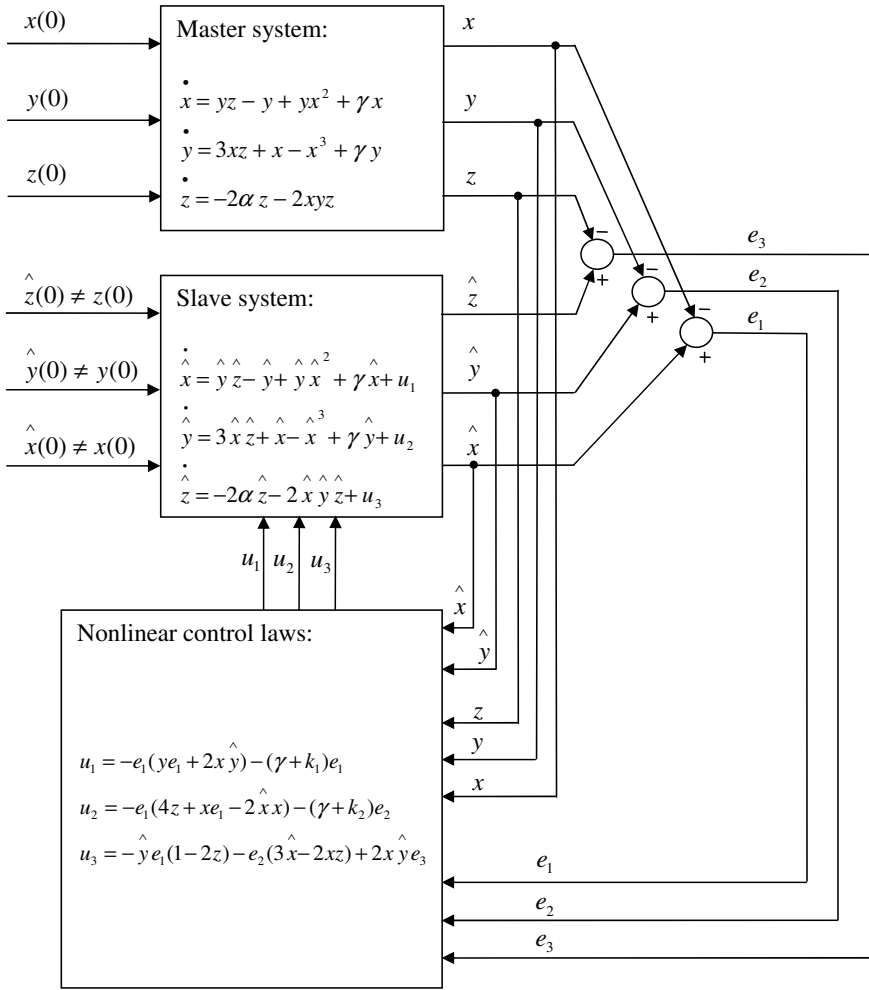 x(0)
y(0)
z(0)
Master system:
ẋ = yz − y + yx² + γx
ẏ = 3xz + x − x³ + γy
ż = −2αz − 2xyz
x
y
z
−
+
−
+
−
+
e₃
e₂
e₁
ẑ(0) ≠ z(0)
ŷ(0) ≠ y(0)
x̂(0) ≠ x(0)
Slave system:
x̂̇ = ŷẑ − ŷ + ŷx̂² + γx̂ + u₁
ŷ̇ = 3x̂ẑ + x̂ − x̂³ + γŷ + u₂
ẑ̇ = −2αẑ − 2x̂ŷẑ + u₃
ẑ
ŷ
x̂
u₁ u₂ u₃
Nonlinear control laws:
u₁ = −e₁(ye₁ + 2xŷ) − (γ + k₁)e₁
u₂ = −e₁(4z + xe₁ − 2x̂x) − (γ + k₂)e₂
u₃ = −ŷe₁(1 − 2z) − e₂(3x̂ − 2xz) + 2xŷe₃
x̂
ŷ
z
y
x
e₁
e₂
e₃